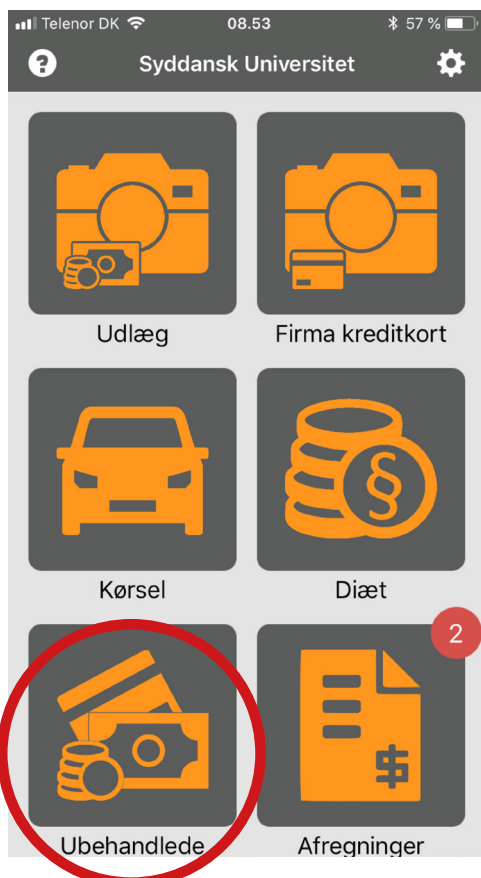 Telenor DK 08.53 57 %
? Syddansk Universitet
Udlæg Firma kreditkort
§
Kørsel Diæt
2
$
Ubehandlede Afregninger